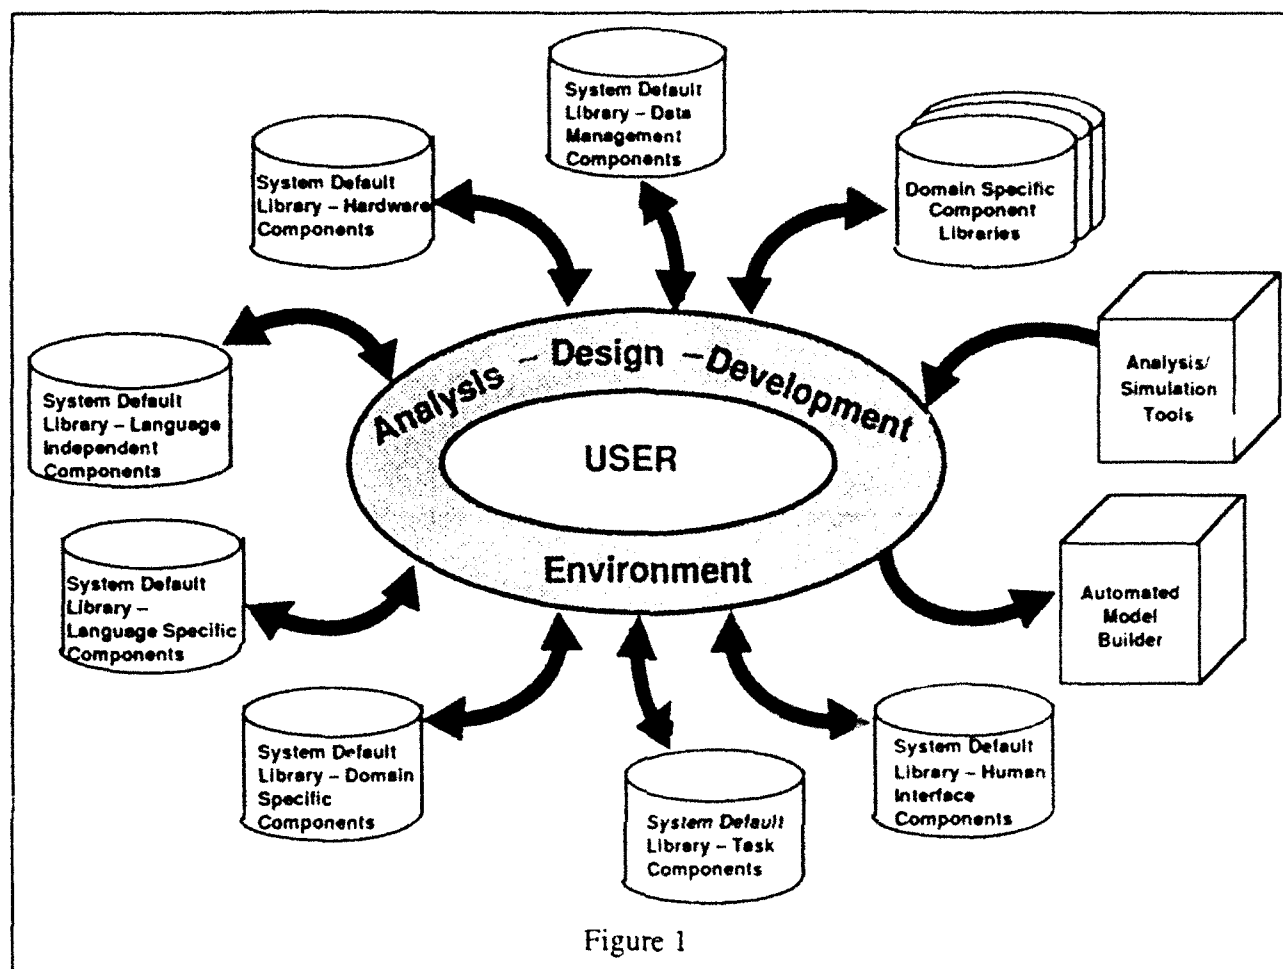 System Default
Library – Data
Management
Components
System Default
Library – Hardware
Components
Domain Specific
Component
Libraries
Analysis – Design – Development
USER
Environment
Analysis/
Simulation
Tools
System Default
Library – Language
Independent
Components
System Default
Library –
Language Specific
Components
Automated
Model
Builder
System Default
Library – Domain
Specific
Components
System Default
Library – Task
Components
System Default
Library – Human
Interface
Components
Figure 1